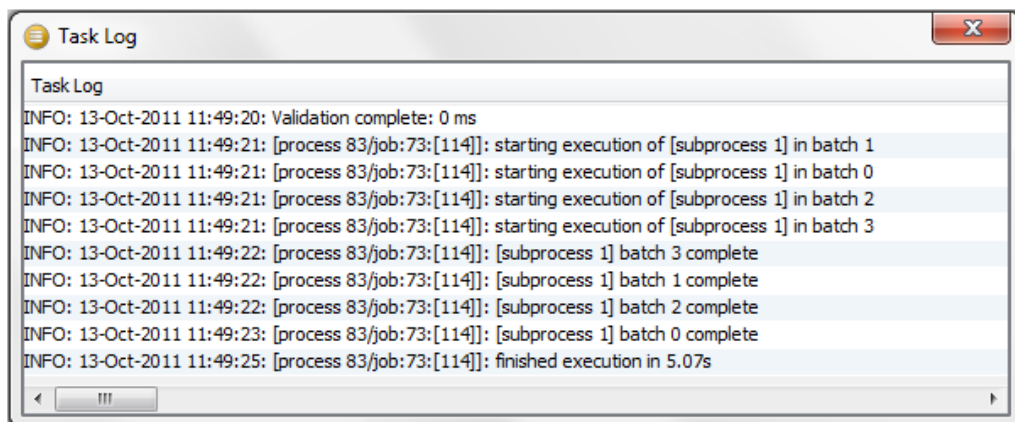 Task Log
Task Log
INFO: 13-Oct-2011 11:49:20: Validation complete: 0 ms
INFO: 13-Oct-2011 11:49:21: [process 83/job:73:[114]]: starting execution of [subprocess 1] in batch 1
INFO: 13-Oct-2011 11:49:21: [process 83/job:73:[114]]: starting execution of [subprocess 1] in batch 0
INFO: 13-Oct-2011 11:49:21: [process 83/job:73:[114]]: starting execution of [subprocess 1] in batch 2
INFO: 13-Oct-2011 11:49:21: [process 83/job:73:[114]]: starting execution of [subprocess 1] in batch 3
INFO: 13-Oct-2011 11:49:22: [process 83/job:73:[114]]: [subprocess 1] batch 3 complete
INFO: 13-Oct-2011 11:49:22: [process 83/job:73:[114]]: [subprocess 1] batch 1 complete
INFO: 13-Oct-2011 11:49:22: [process 83/job:73:[114]]: [subprocess 1] batch 2 complete
INFO: 13-Oct-2011 11:49:23: [process 83/job:73:[114]]: [subprocess 1] batch 0 complete
INFO: 13-Oct-2011 11:49:25: [process 83/job:73:[114]]: finished execution in 5.07s